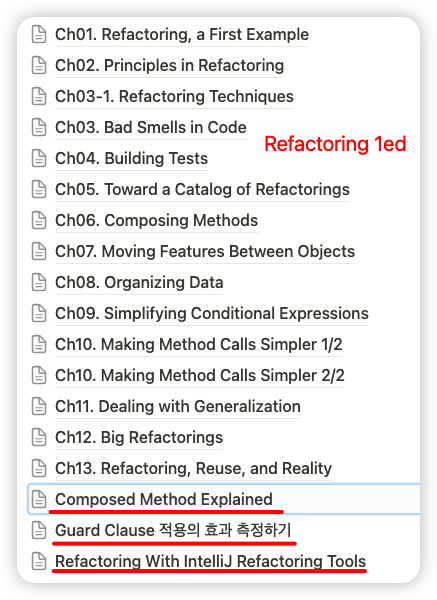 Ch01. Refactoring, a First Example
Ch02. Principles in Refactoring
Ch03-1. Refactoring Techniques
Ch03. Bad Smells in Code
Refactoring 1ed
Ch04. Building Tests
Ch05. Toward a Catalog of Refactorings
Ch06. Composing Methods
Ch07. Moving Features Between Objects
Ch08. Organizing Data
Ch09. Simplifying Conditional Expressions
Ch10. Making Method Calls Simpler 1/2
Ch10. Making Method Calls Simpler 2/2
Ch11. Dealing with Generalization
Ch12. Big Refactorings
Ch13. Refactoring, Reuse, and Reality
Composed Method Explained
Guard Clause 적용의 효과 측정하기
Refactoring With IntelliJ Refactoring Tools